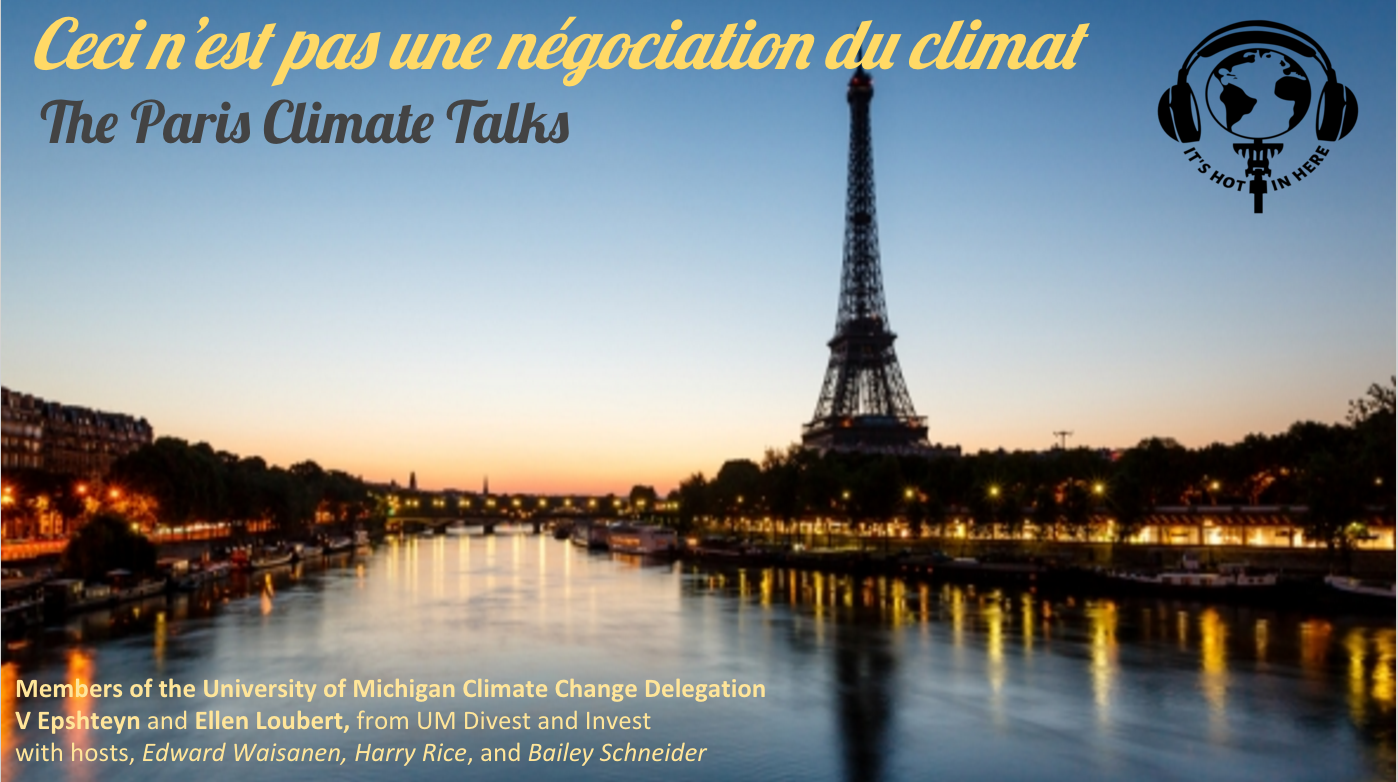 Ceci n’est pas une négociation du climat
The Paris Climate Talks
IT'S HOT IN HERE
Members of the University of Michigan Climate Change Delegation
V Epshteyn and Ellen Loubert, from UM Divest and Invest
with hosts, Edward Waisanen, Harry Rice, and Bailey Schneider